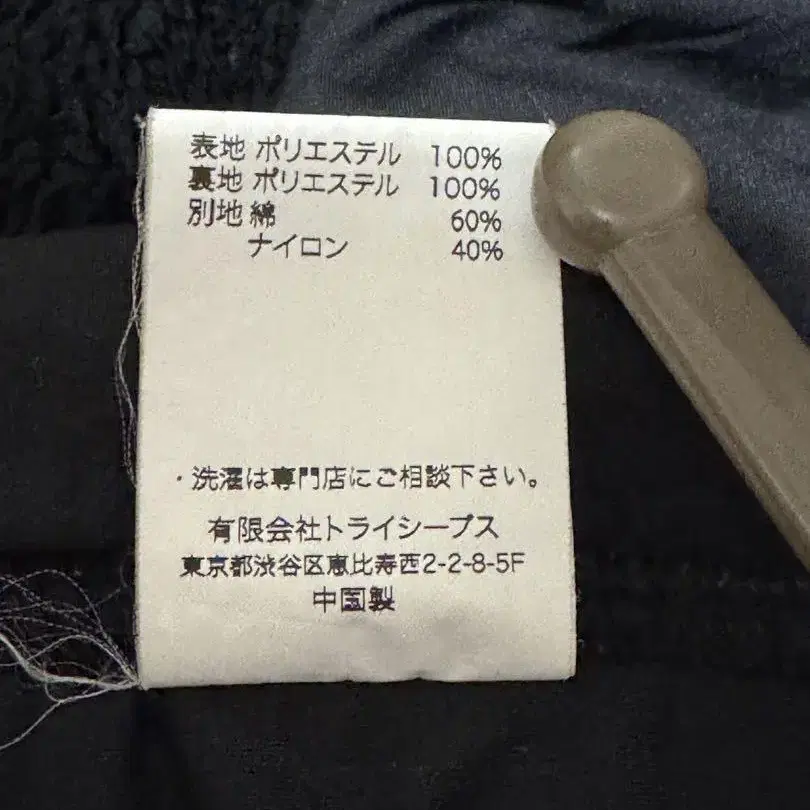 表地 ポリエステル 100%
裏地 ポリエステル 100%
別地 綿 60%
ナイロン 40%
・洗濯は専門店にご相談下さい。
有限会社トライシープス
東京都渋谷区恵比寿西2-2-8-5F
中国製